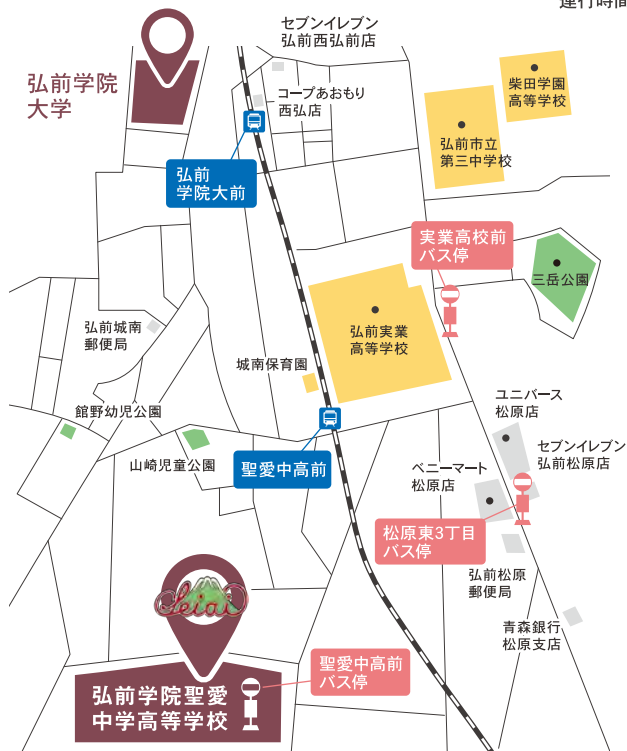 運行時間
セブンイレブン
弘前西弘前店
弘前学院
大学
コープあおもり
西弘店
柴田学園
高等学校
弘前市立
第三中学校
弘前
学院大前
実業高校前
バス停
三岳公園
弘前城南
郵便局
弘前実業
高等学校
城南保育園
館野幼児公園
ユニバース
松原店
山崎児童公園
聖愛中高前
ベニーマート
松原店
セブンイレブン
弘前松原店
松原東3丁目
バス停
弘前松原
郵便局
Seiai
青森銀行
松原支店
聖愛中高前
バス停
弘前学院聖愛
中学高等学校